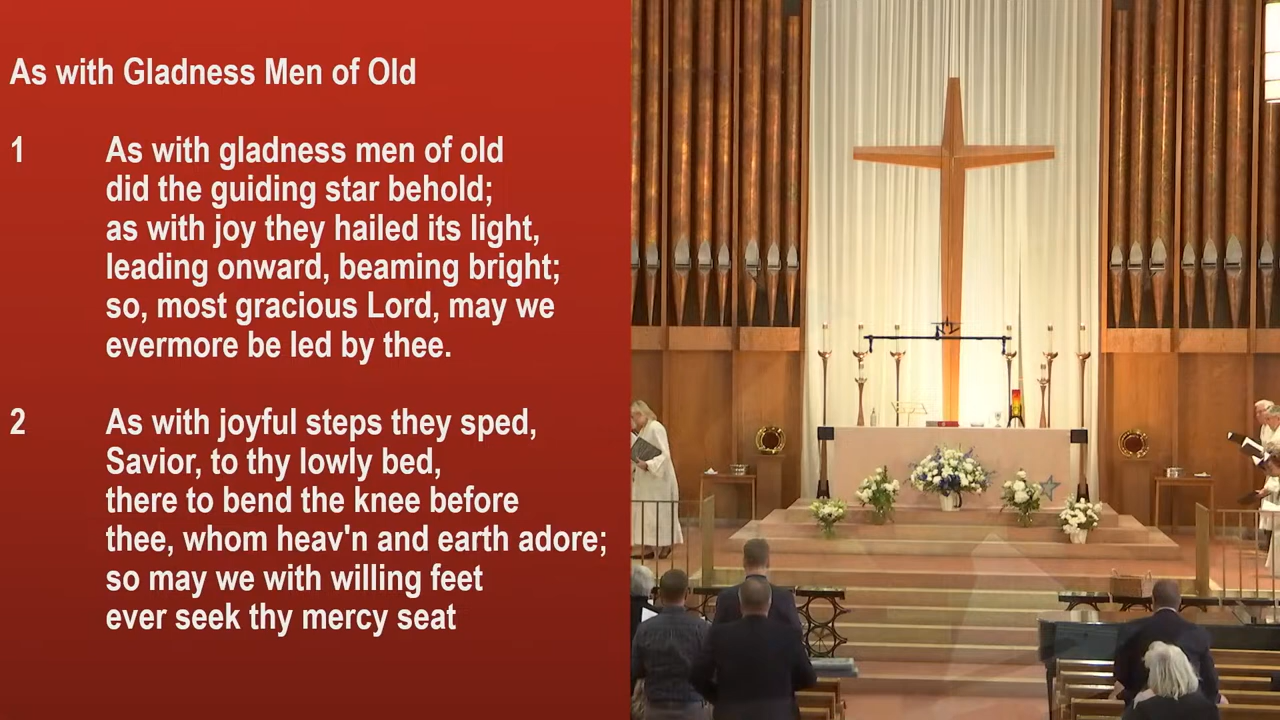 As with Gladness Men of Old
1 As with gladness men of old
did the guiding star behold;
as with joy they hailed its light,
leading onward, beaming bright;
so, most gracious Lord, may we
evermore be led by thee.
2 As with joyful steps they sped,
Savior, to thy lowly bed,
there to bend the knee before
thee, whom heav'n and earth adore;
so may we with willing feet
ever seek thy mercy seat